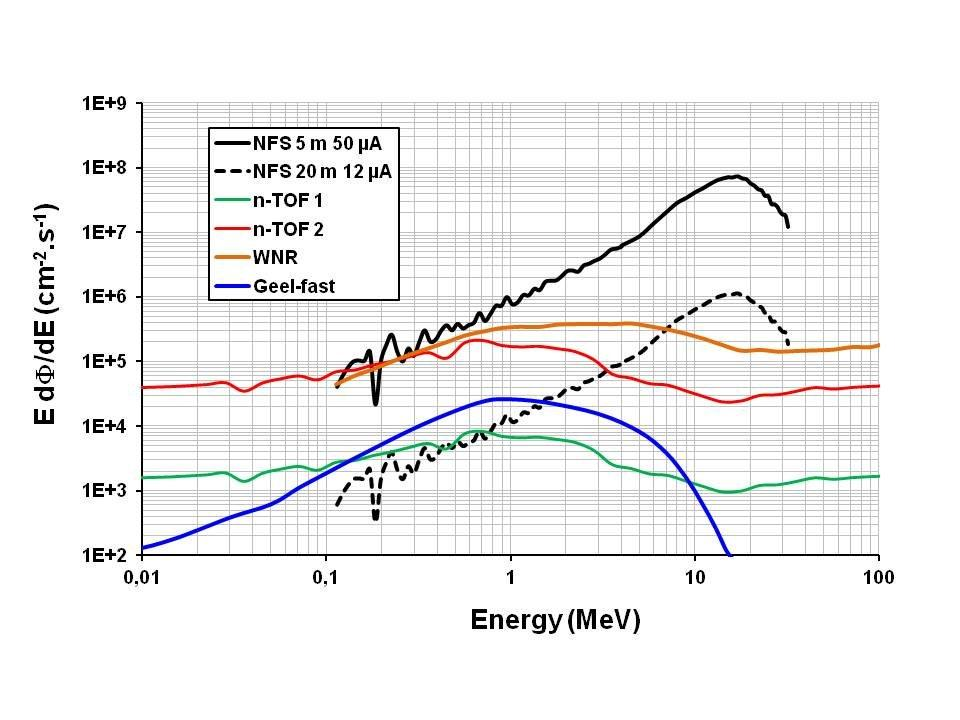 1E+9
1E+8
1E+7
1E+6
1E+5
1E+4
1E+3
1E+2
E dΦ/dE (cm-2.s-1)
NFS 5 m 50 µA
NFS 20 m 12 µA
n-TOF 1
n-TOF 2
WNR
Geel-fast
0,01 0,1 1 10 100
Energy (MeV)